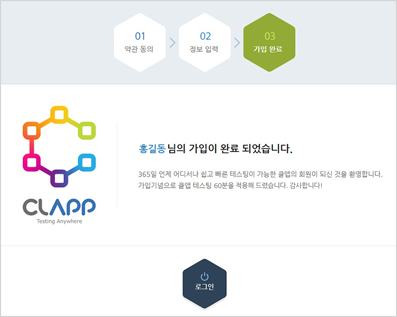 01
약관 동의
02
정보 입력
03
가입 완료
홍길동님의 가입이 완료 되었습니다.
365일 언제 어디서나 쉽고 빠른 테스팅이 가능한 클앱의 회원이 되신 것을 환영합니다.
가입기념으로 클앱 테스팅 60분을 적용해 드렸습니다. 감사합니다!
CLAPP
Testing Anywhere
로그인